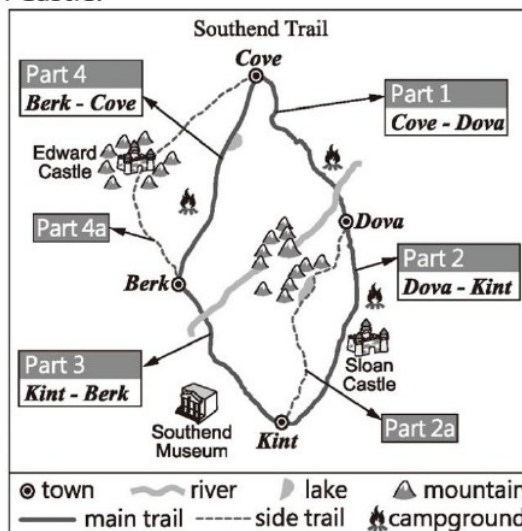 Southend Trail
Cove
Part 4
Berk - Cove
Part 1
Cove - Dova
Edward
Castle
Part 4a
Dova
Berk
Part 2
Dova - Kint
Part 3
Kint - Berk
Sloan
Castle
Southend
Museum
Kint
Part 2a
town river lake mountain
main trail side trail campground